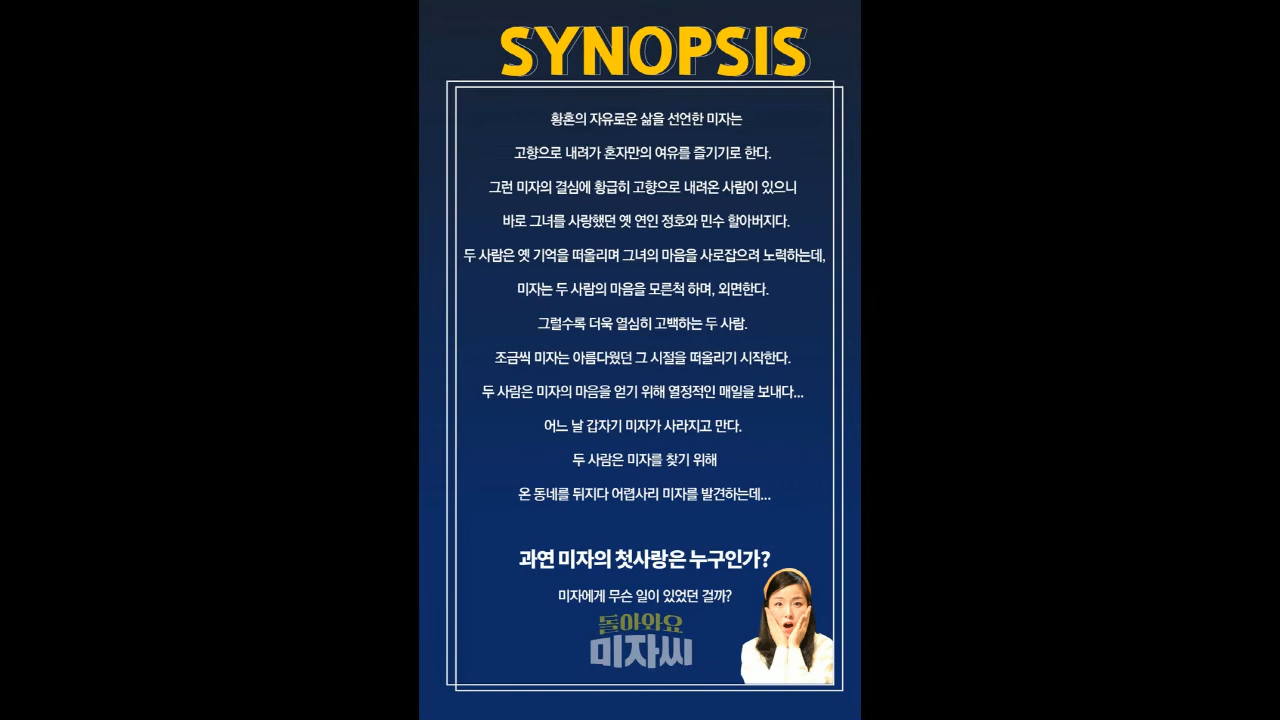 SYNOPSIS
황혼의 자유로운 삶을 선언한 미자는
고향으로 내려가 혼자만의 여유를 즐기기로 한다.
그런 미자의 결심에 황급히 고향으로 내려온 사람이 있으니
바로 그녀를 사랑했던 옛 연인 정호와 민수 할아버지다.
두 사람은 옛 기억을 떠올리며 그녀의 마음을 사로잡으려 노력하는데,
미자는 두 사람의 마음을 모른척 하며, 외면한다.
그럴수록 더욱 열심히 고백하는 두 사람.
조금씩 미자는 아름다웠던 그 시절을 떠올리기 시작한다.
두 사람은 미자의 마음을 얻기 위해 열정적인 매일을 보내다...
어느 날 갑자기 미자가 사라지고 만다.
두 사람은 미자를 찾기 위해
온 동네를 뒤지다 어렵사리 미자를 발견하는데...
과연 미자의 첫사랑은 누구인가?
미자에게 무슨 일이 있었던 걸까?
돌아와요
미자씨